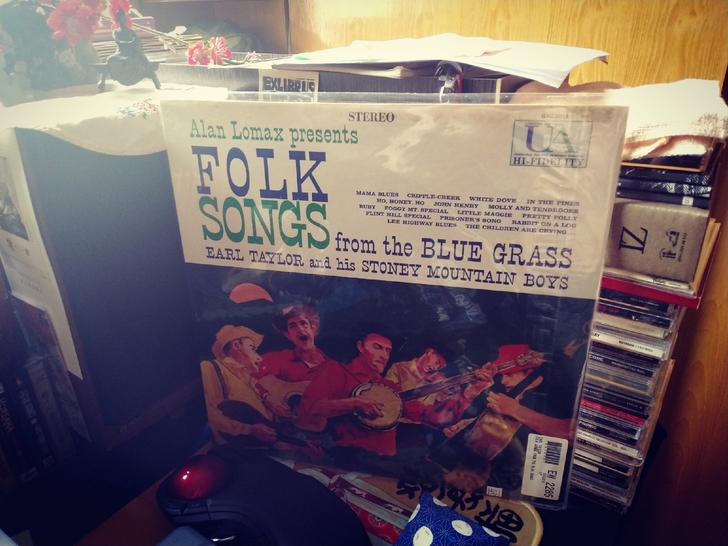 EXLIBRIS
STEREO
Alan Lomax presents
UA
HI-FIDELITY
FOLK
SONGS
from the BLUE GRASS
EARL TAYLOR and his STONEY MOUNTAIN BOYS
MAMA BLUES CRIPPLE-CREEK WHITE DOVE IN THE PINES
HO, HONEY, HO JOHN HENRY MOLLY AND TENBROOKS
RUBY FOGGY MT. SPECIAL LITTLE MAGGIE PRETTY POLLY
FLINT HILL SPECIAL PRISONER'S SONG RABBIT ON A LOG
LEE HIGHWAY BLUES THE CHILDREN ARE CRYING
IZ
EW 2265